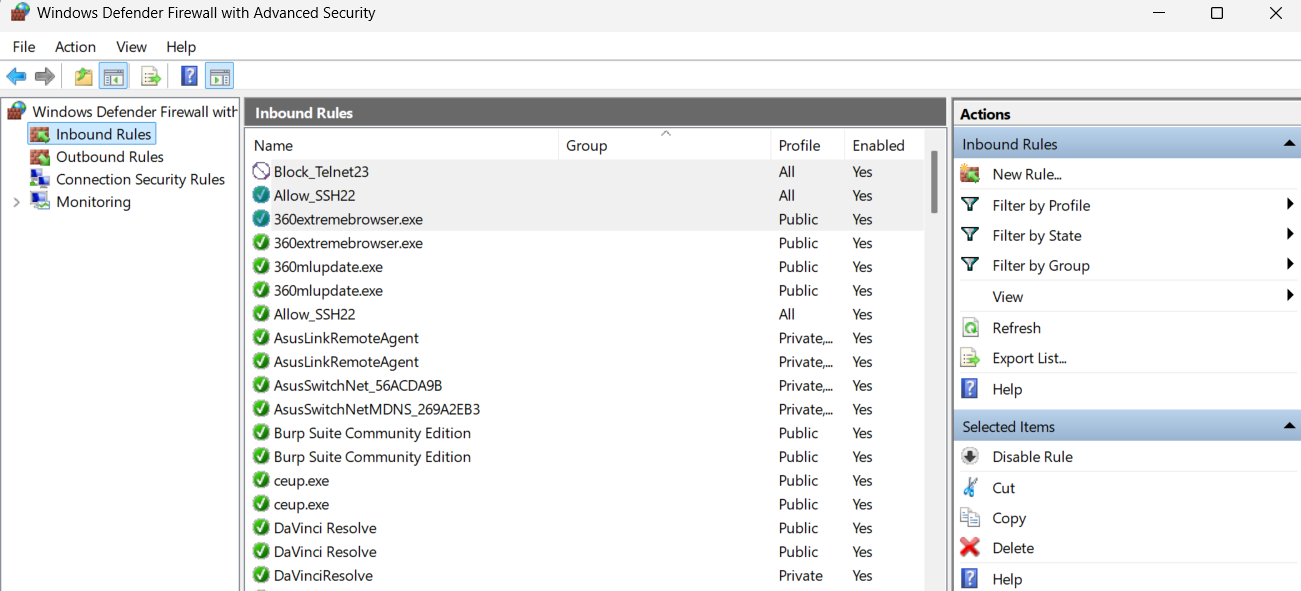 Windows Defender Firewall with Advanced Security
File Action View Help
Windows Defender Firewall with
Inbound Rules
Outbound Rules
Connection Security Rules
Monitoring
Inbound Rules
Name Group Profile Enabled
Block_Telnet23 All Yes
Allow_SSH22 All Yes
360extremebrowser.exe Public Yes
360extremebrowser.exe Public Yes
360mlupdate.exe Public Yes
360mlupdate.exe Public Yes
Allow_SSH22 All Yes
AsusLinkRemoteAgent Private,... Yes
AsusLinkRemoteAgent Private,... Yes
AsusSwitchNet_56ACDA9B Private,... Yes
AsusSwitchNetMDNS_269A2EB3 Private,... Yes
Burp Suite Community Edition Public Yes
Burp Suite Community Edition Public Yes
ceup.exe Public Yes
ceup.exe Public Yes
DaVinci Resolve Public Yes
DaVinci Resolve Public Yes
DaVinciResolve Private Yes
Actions
Inbound Rules
New Rule...
Filter by Profile
Filter by State
Filter by Group
View
Refresh
Export List...
Help
Selected Items
Disable Rule
Cut
Copy
Delete
Help